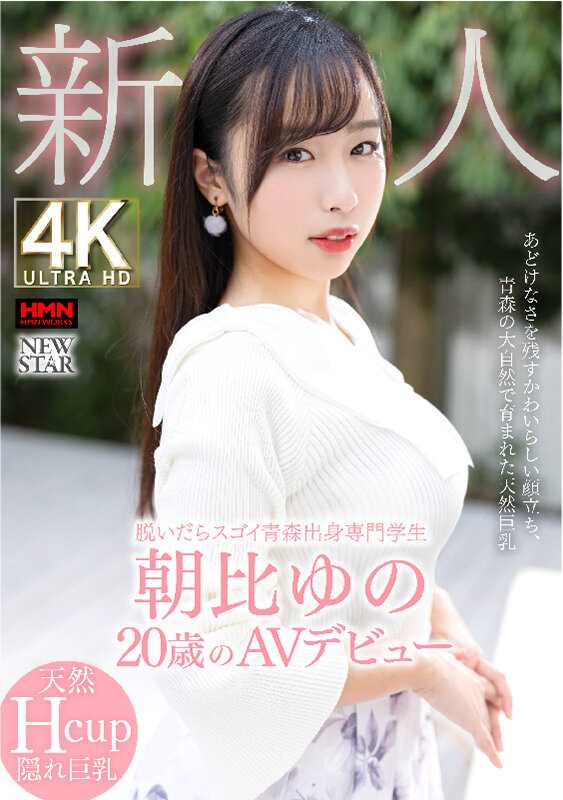 新人
4K
ULTRA HD
HMN
HMN WORKS
NEW
STAR
あどけなさを残すかわいらしい顔立ち、
青森の大自然で育まれた天然巨乳
脱いだらスゴイ青森出身専門学生
朝比ゆの
20歳のAVデビュー
天然
Hcup
隠れ巨乳